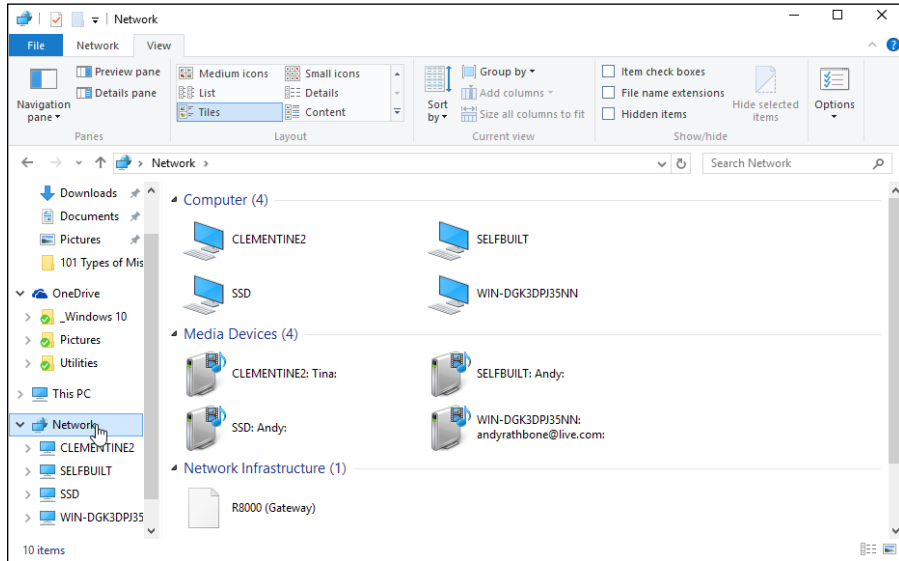 Network
File Network View
Navigation pane
Preview pane
Details pane
Panes
Medium icons Small icons
List Details
Tiles Content
Layout
Sort by
Group by
Add columns
Size all columns to fit
Current view
Item check boxes
File name extensions
Hidden items
Hide selected items
Show/hide
Options
Network
Search Network
Downloads
Documents
Pictures
101 Types of Mis
OneDrive
_Windows 10
Pictures
Utilities
This PC
Network
CLEMENTINE2
SELFBUILT
SSD
WIN-DGK3DPJ35
Computer (4)
CLEMENTINE2 SELFBUILT
SSD WIN-DGK3DPJ35NN
Media Devices (4)
CLEMENTINE2: Tina: SELFBUILT: Andy:
SSD: Andy: WIN-DGK3DPJ35NN:
andyrathbone@live.com:
Network Infrastructure (1)
R8000 (Gateway)
10 items